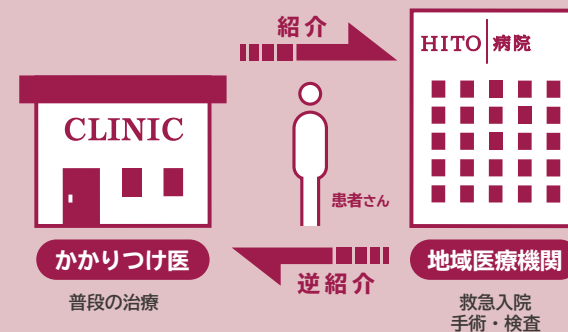 紹介
HITO 病院
CLINIC
患者さん
かかりつけ医
逆紹介
地域医療機関
普段の治療
救急入院
手術・検査